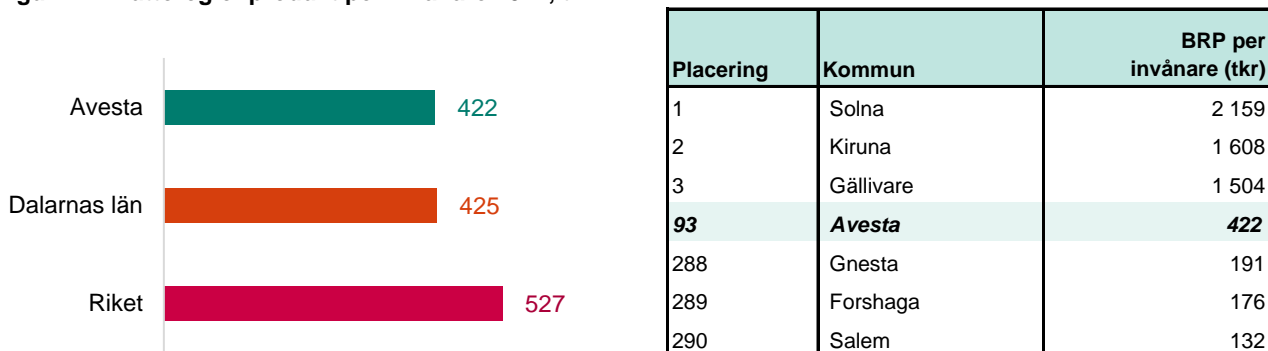 Avesta 422
Dalarnas län 425
Riket 527
Placering Kommun BRP per invånare (tkr)
1 Solna 2 159
2 Kiruna 1 608
3 Gällivare 1 504
93 Avesta 422
288 Gnesta 191
289 Forshaga 176
290 Salem 132